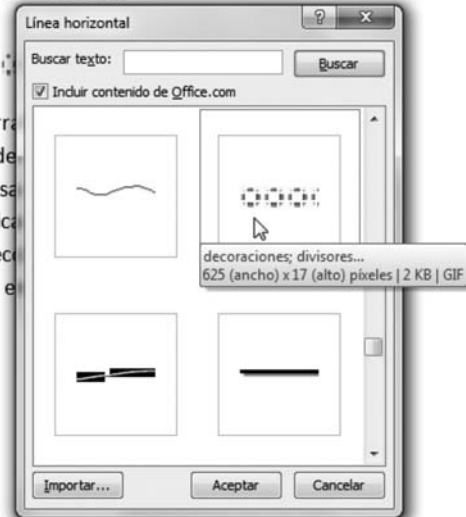 Línea horizontal
Buscar texto:
Buscar
Incluir contenido de Office.com
decoraciones; divisores...
625 (ancho) x 17 (alto) píxeles | 2 KB | GIF
Importar...
Aceptar
Cancelar